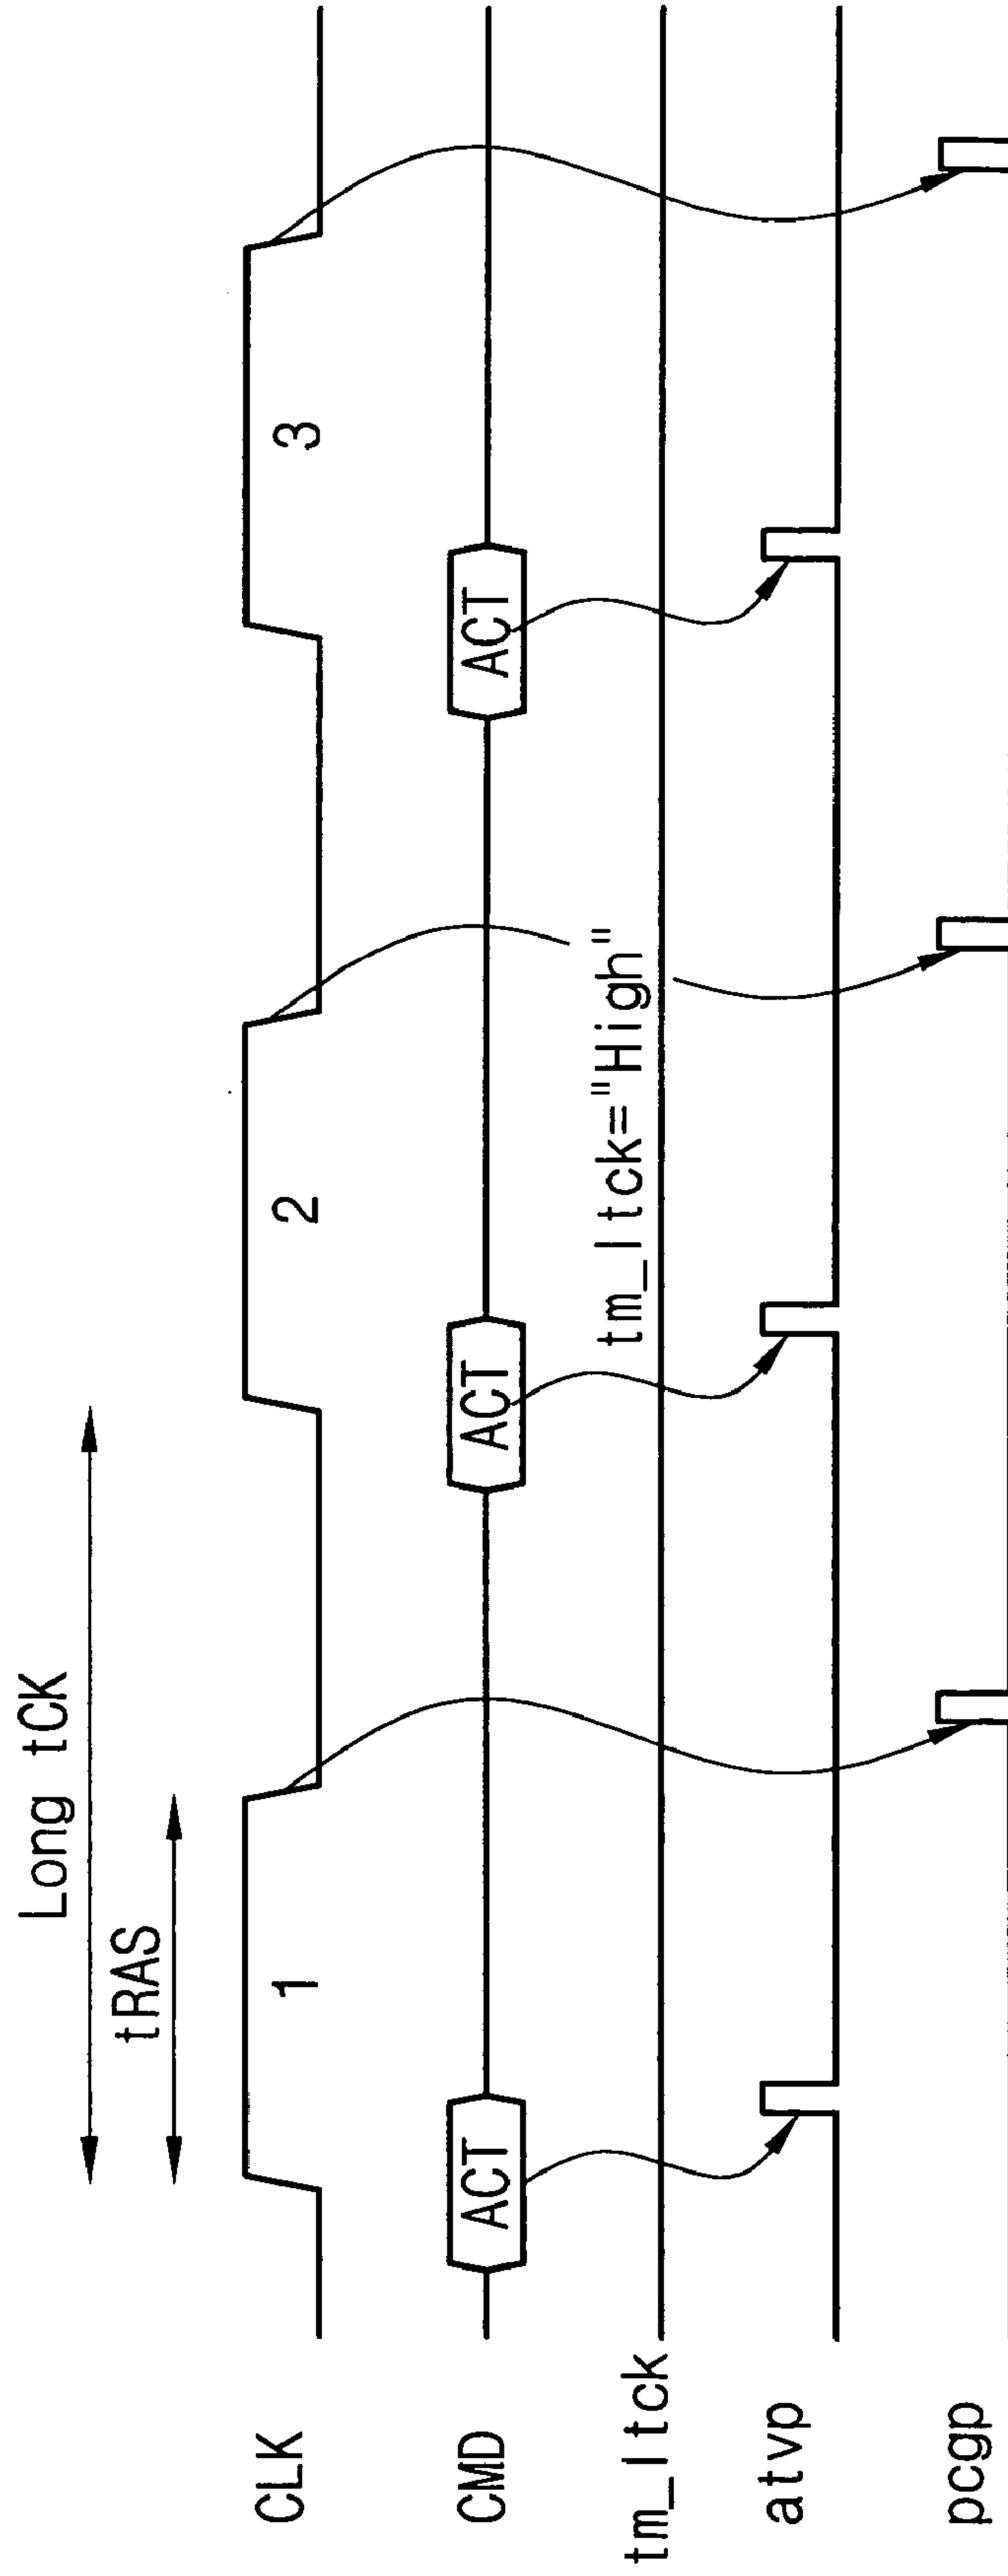 Long tCK
tRAS
CLK 1 2 3
CMD ACT ACT ACT
tm_ltck="High"
tm_ltck
atvp
pcgp